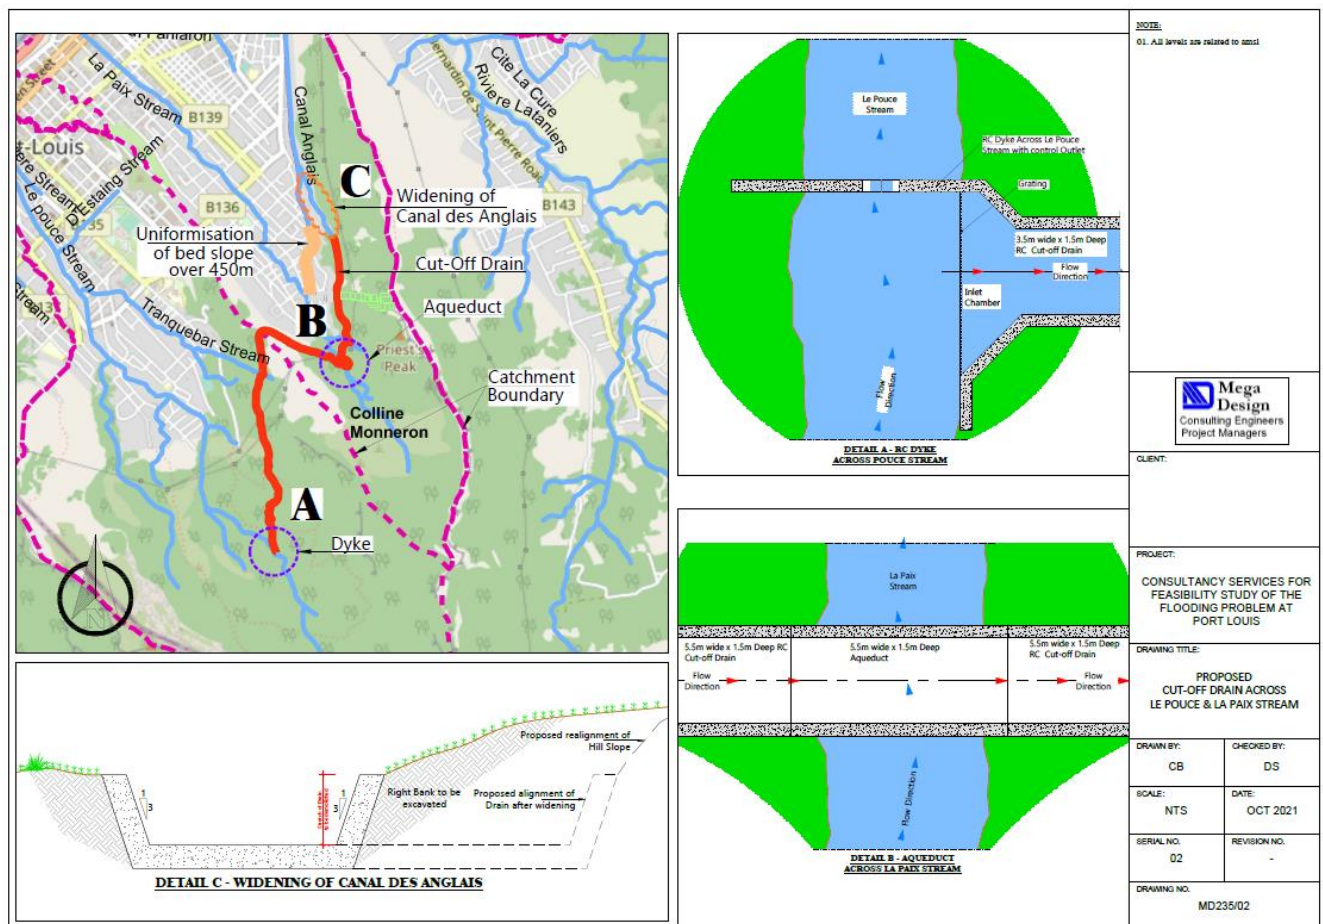 La Paix Stream
B139
t-Louis
D'Estaing Stream
ere Stream
Le pouce Stream
B135
B136
Canal Anglais
Cite La Cure
Riviere Lataniers
ernardin de Saint Pierre Road
B143
C
Widening of
Canal des Anglais
Uniformisation
of bed slope
over 450m
Cut-Off Drain
Stream
B13
Tranquebar Stream
B
Aqueduct
Priest's
Peak
Catchment
Boundary
Colline
Monneron
A
Dyke
N
Proposed realignment of
Hill Slope
Right Bank to be
excavated
Proposed alignment of
Drain after widening
1
3
1
3
DETAIL C - WIDENING OF CANAL DES ANGLAIS
Le Pouce
Stream
RC Dyke Across Le Pouce
Stream with control Outlet
Grating
3.5m wide x 1.5m Deep
RC Cut-off Drain
Flow
Direction
Inlet
Chamber
Flow
Direction
DETAIL A - RC DYKE
ACROSS POUCE STREAM
La Paix
Stream
5.5m wide x 1.5m Deep RC
Cut-off Drain
5.5m wide x 1.5m Deep
Aqueduct
5.5m wide x 1.5m Deep
RC Cut-off Drain
Flow
Direction
Flow
Direction
Flow Direction
DETAIL B - AQUEDUCT
ACROSS LA PAIX STREAM
NOTE:
01. All levels are related to amsl
Mega
Design
Consulting Engineers
Project Managers
CLIENT:
PROJECT:
CONSULTANCY SERVICES FOR
FEASIBILITY STUDY OF THE
FLOODING PROBLEM AT
PORT LOUIS
DRAWING TITLE:
PROPOSED
CUT-OFF DRAIN ACROSS
LE POUCE & LA PAIX STREAM
DRAWN BY:
CB
CHECKED BY:
DS
SCALE:
NTS
DATE:
OCT 2021
SERIAL NO.
02
REVISION NO.
-
DRAWING NO.
MD235/02